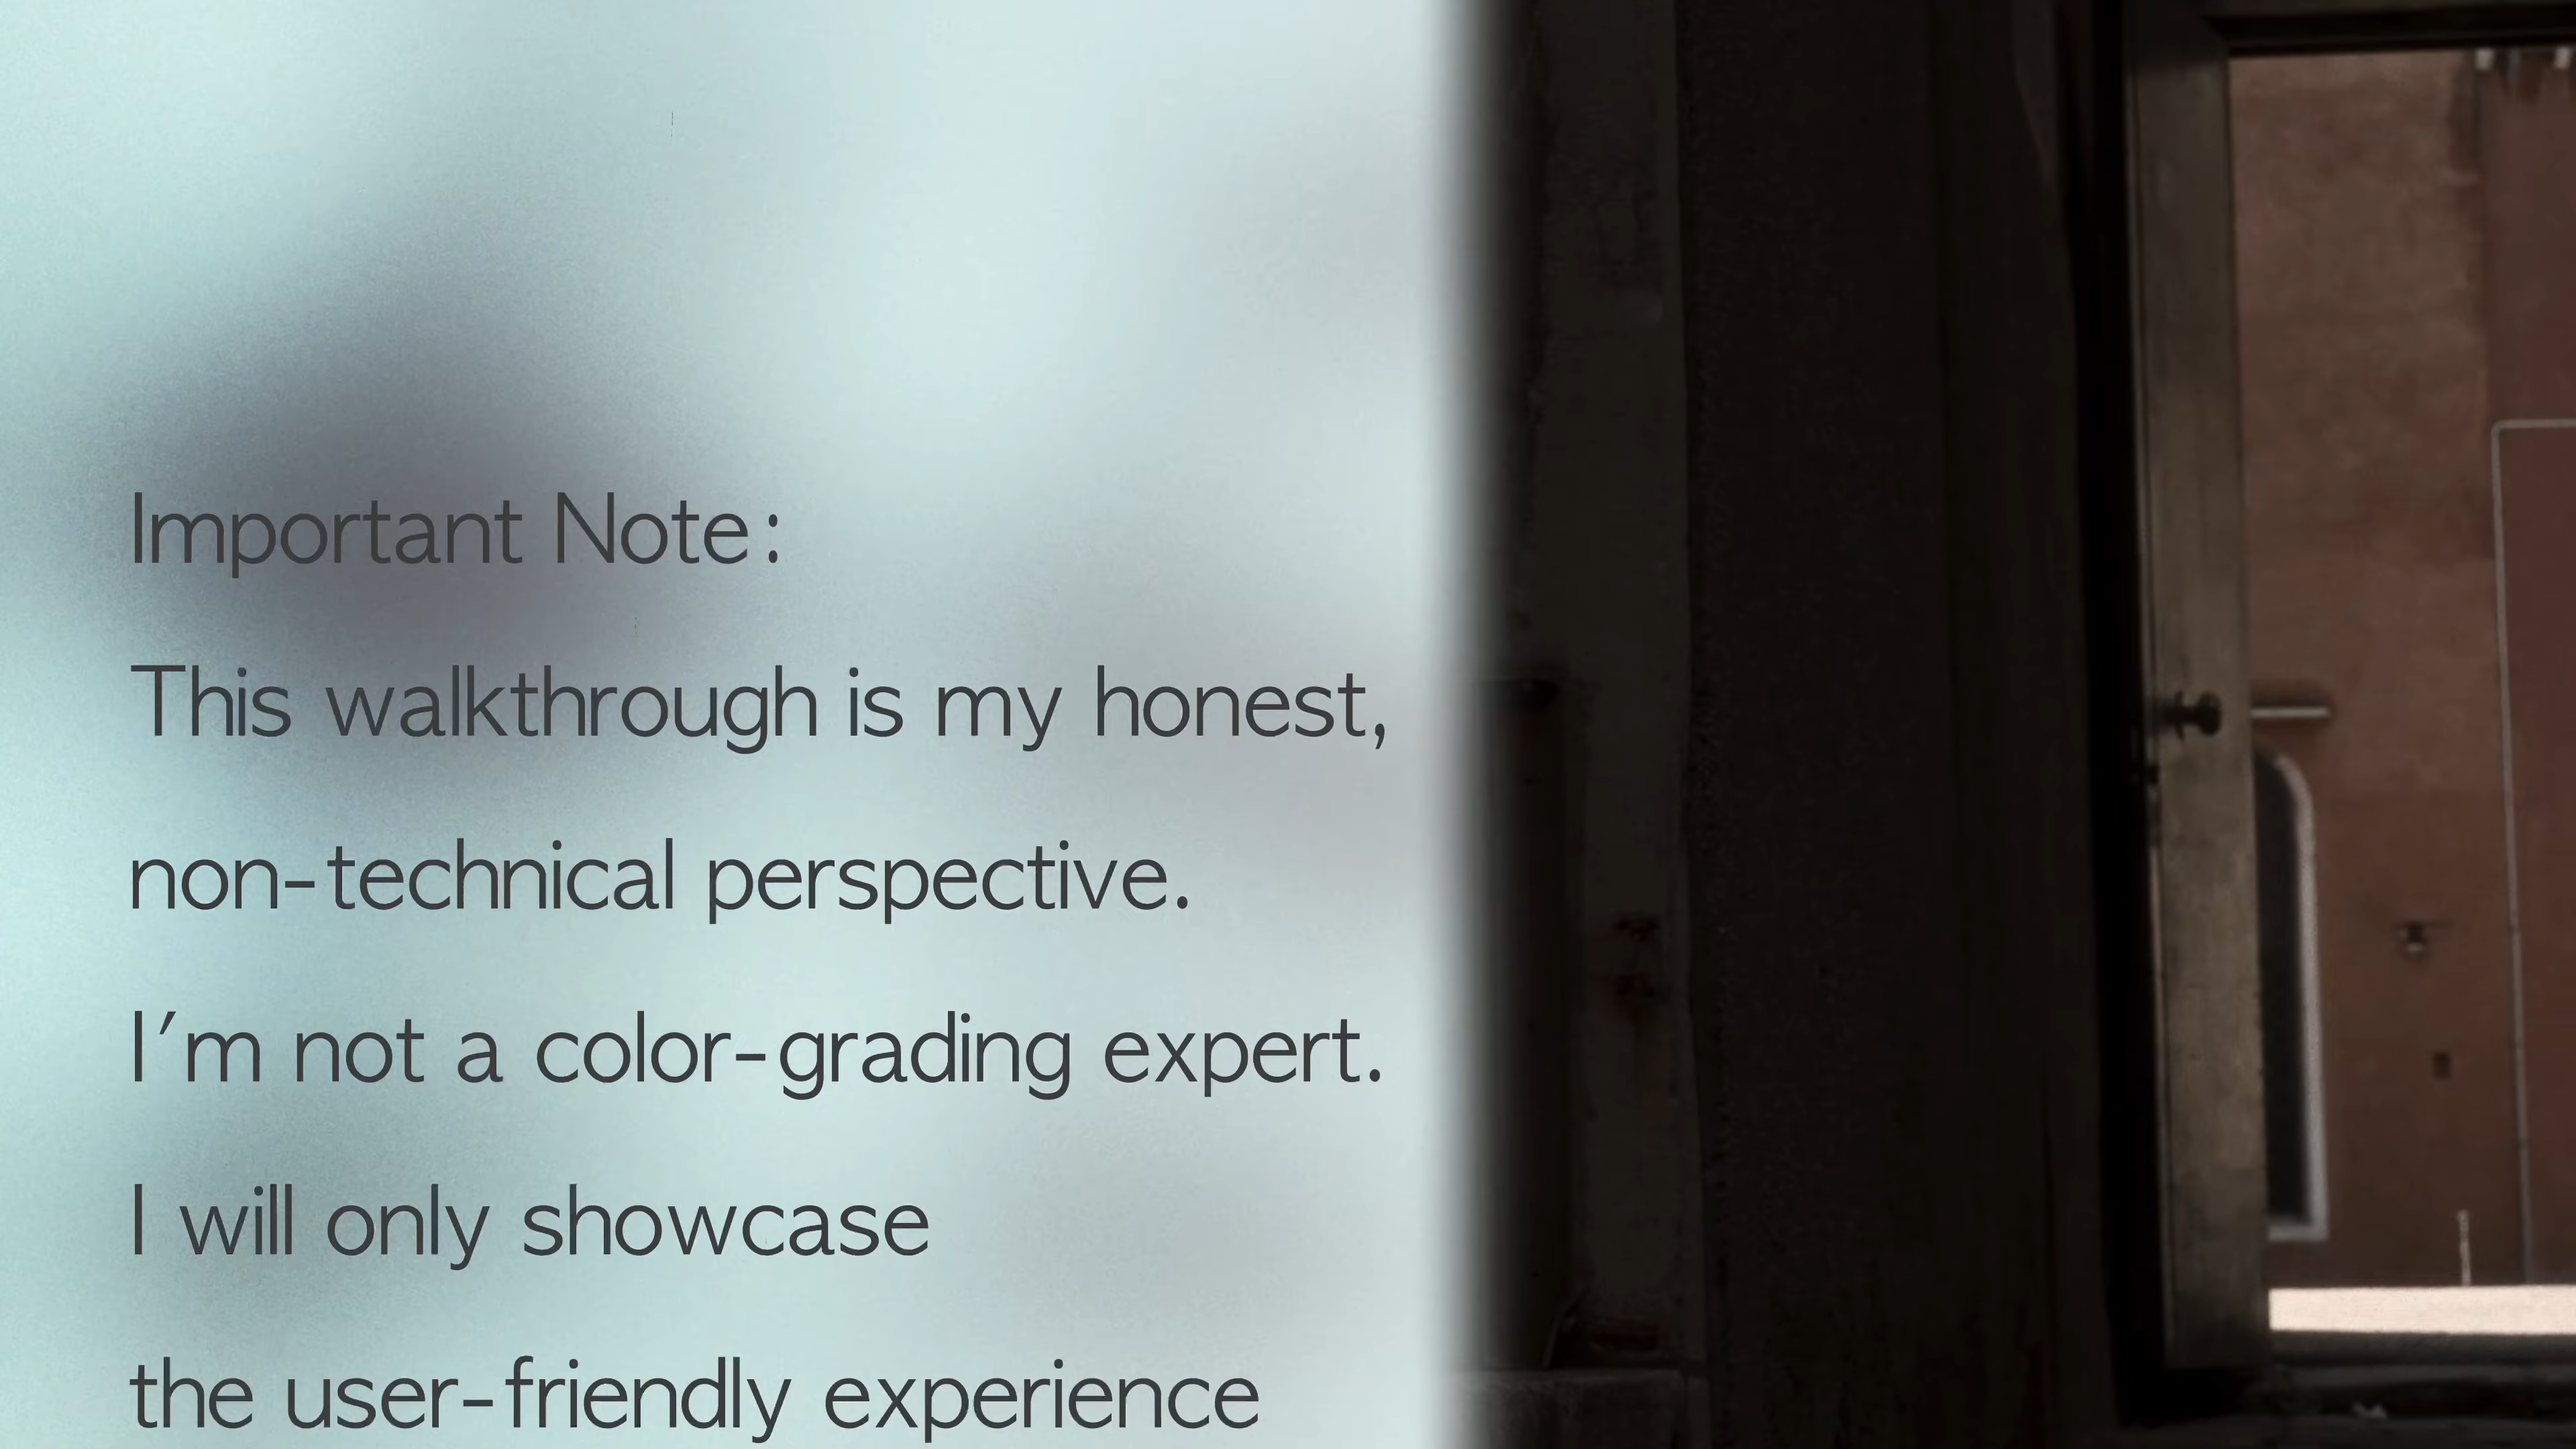 Important Note:
This walkthrough is my honest,
non-technical perspective.
I´m not a color-grading expert.
I will only showcase
the user-friendly experience